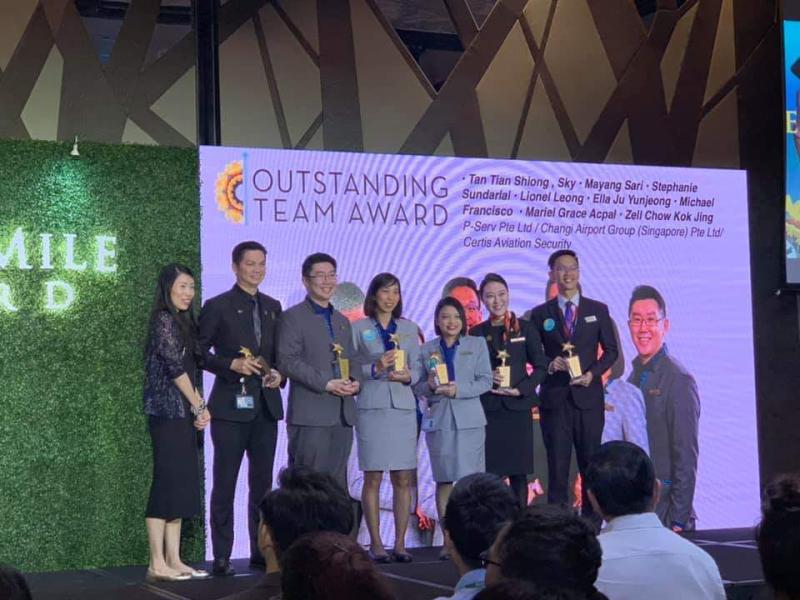 MILE
RD
OUTSTANDING
TEAM AWARD
• Tan Tian Shiong , Sky • Mayang Sari • Stephanie
Sundarlal • Lionel Leong • Ella Ju Yunjeong • Michael
Francisco • Mariel Grace Acpal • Zell Chow Kok Jing
P-Serv Pte Ltd / Changi Airport Group (Singapore) Pte Ltd/
Certis Aviation Security
E